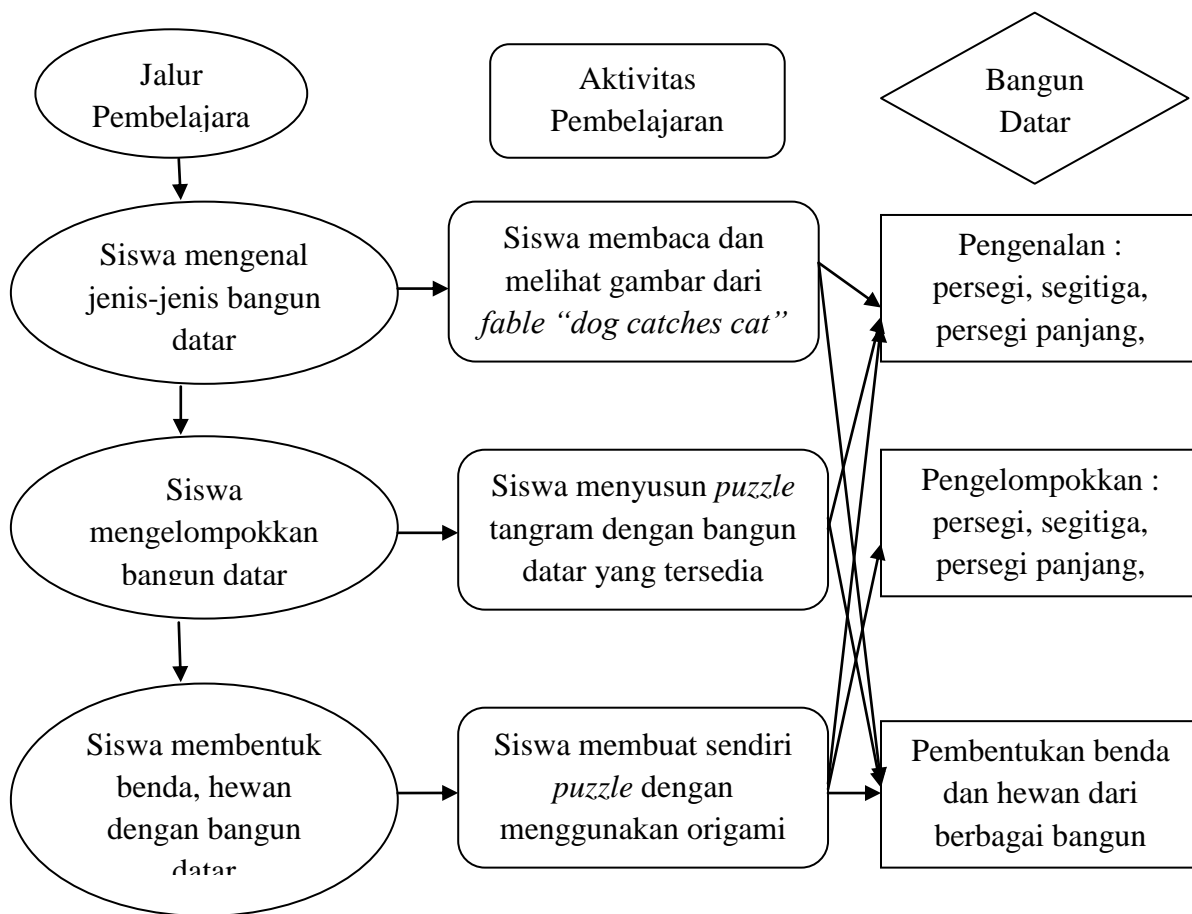 Jalur
Pembelajara
Aktivitas
Pembelajaran
Bangun
Datar
Siswa mengenal
jenis-jenis bangun
datar
Siswa membaca dan
melihat gambar dari
fable “dog catches cat”
Pengenalan :
persegi, segitiga,
persegi panjang,
Siswa
mengelompokkan
bangun datar
Siswa menyusun puzzle
tangram dengan bangun
datar yang tersedia
Pengelompokkan :
persegi, segitiga,
persegi panjang,
Siswa membentuk
benda, hewan
dengan bangun
datar
Siswa membuat sendiri
puzzle dengan
menggunakan origami
Pembentukan benda
dan hewan dari
berbagai bangun